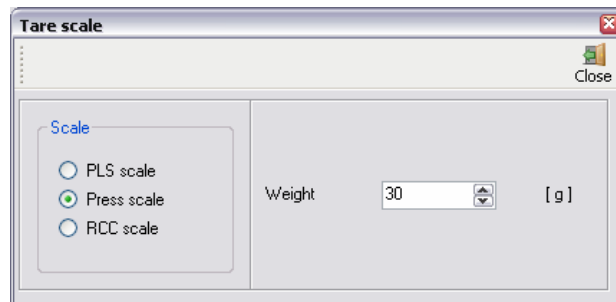 Tare scale
Close
Scale
PLS scale
Press scale
RCC scale
Weight 30 [ g ]